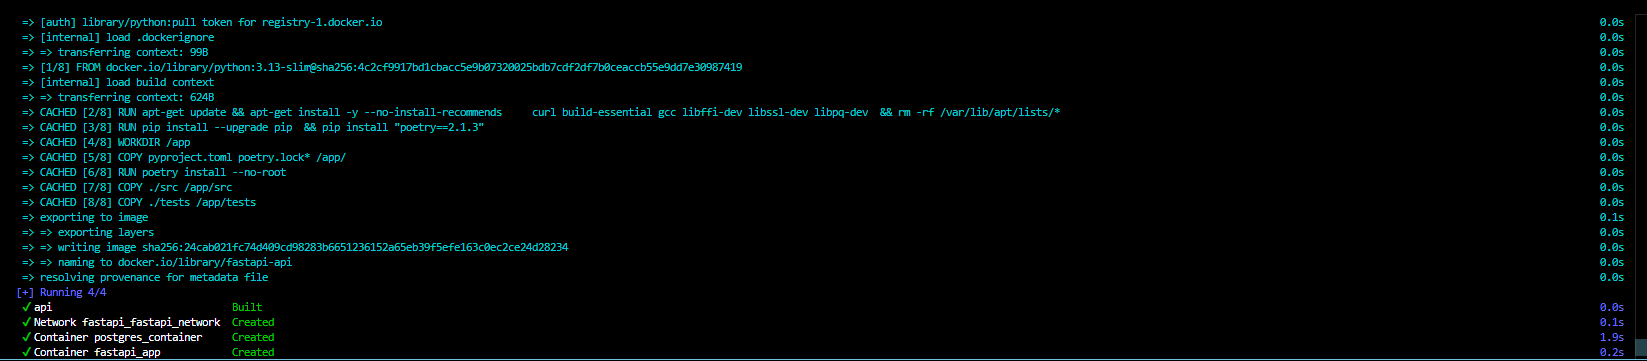 => [auth] library/python:pull token for registry-1.docker.io 0.0s
=> [internal] load .dockerignore 0.0s
=> => transferring context: 99B 0.0s
=> [1/8] FROM docker.io/library/python:3.13-slim@sha256:4c2cf9917bd1cbacc5e9b07320025bdb7cdf2df7b0ceaccb55e9dd7e30987419 0.0s
=> [internal] load build context 0.0s
=> => transferring context: 624B 0.0s
=> CACHED [2/8] RUN apt-get update && apt-get install -y --no-install-recommends     curl build-essential gcc libffi-dev libssl-dev libpq-dev  && rm -rf /var/lib/apt/lists/* 0.0s
=> CACHED [3/8] RUN pip install --upgrade pip  && pip install "poetry==2.1.3" 0.0s
=> CACHED [4/8] WORKDIR /app 0.0s
=> CACHED [5/8] COPY pyproject.toml poetry.lock* /app/ 0.0s
=> CACHED [6/8] RUN poetry install --no-root 0.0s
=> CACHED [7/8] COPY ./src /app/src 0.0s
=> CACHED [8/8] COPY ./tests /app/tests 0.0s
=> exporting to image 0.1s
=> => exporting layers 0.0s
=> => writing image sha256:24cab021fc74d409cd98283b6651236152a65eb39f5efe163c0ec2ce24d28234 0.0s
=> => naming to docker.io/library/fastapi-api 0.0s
=> resolving provenance for metadata file 0.0s
[+] Running 4/4
✔ api Built 0.0s
✔ Network fastapi_fastapi_network Created 0.1s
✔ Container postgres_container Created 1.9s
✔ Container fastapi_app Created 0.2s